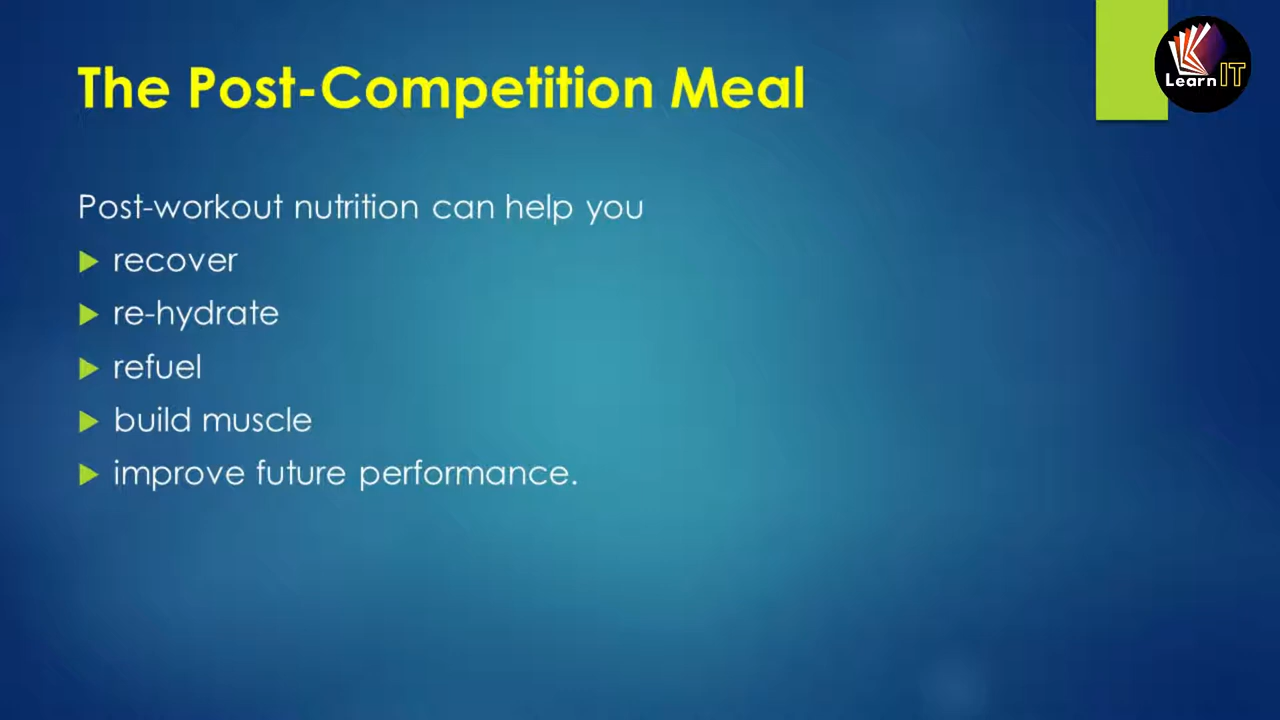 The Post-Competition Meal
Learn IT
Post-workout nutrition can help you
recover
re-hydrate
refuel
build muscle
improve future performance.